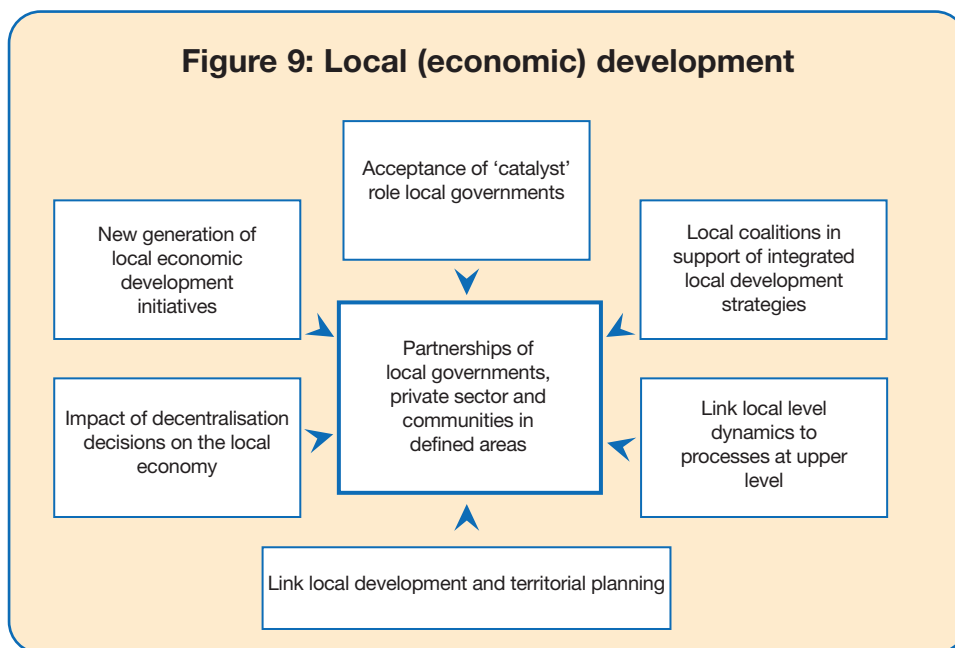 Figure 9: Local (economic) development
Acceptance of ‘catalyst’
role local governments
New generation of
local economic
development
initiatives
Local coalitions in
support of integrated
local development
strategies
Partnerships of
local governments,
private sector and
communities in
defined areas
Impact of decentralisation
decisions on the local
economy
Link local level
dynamics to
processes at upper
level
Link local development and territorial planning